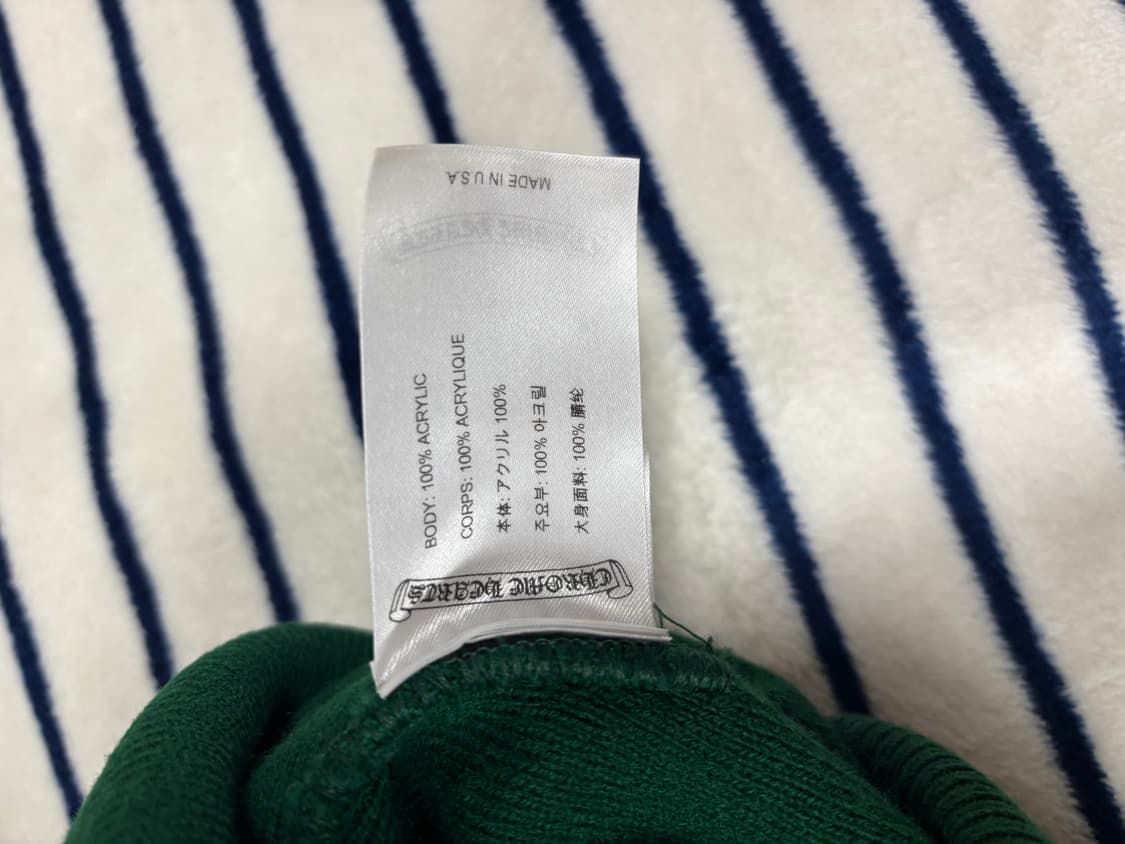 MADE IN U.S.A
BODY: 100% ACRYLIC
CORPS: 100% ACRYLIQUE
本体: アクリル 100%
주요부: 100% 아크릴
大身面料: 100% 腈纶
CHROME HEARTS